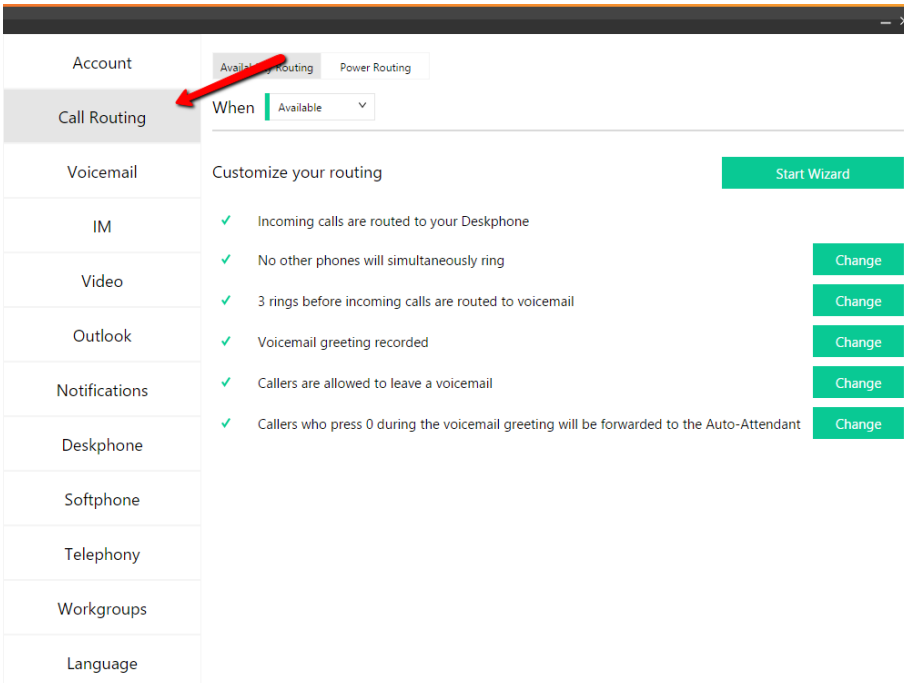 Account
Call Routing
Voicemail
IM
Video
Outlook
Notifications
Deskphone
Softphone
Telephony
Workgroups
Language
Availability Routing Power Routing
When Available
Customize your routing Start Wizard
Incoming calls are routed to your Deskphone
No other phones will simultaneously ring Change
3 rings before incoming calls are routed to voicemail Change
Voicemail greeting recorded Change
Callers are allowed to leave a voicemail Change
Callers who press 0 during the voicemail greeting will be forwarded to the Auto-Attendant Change